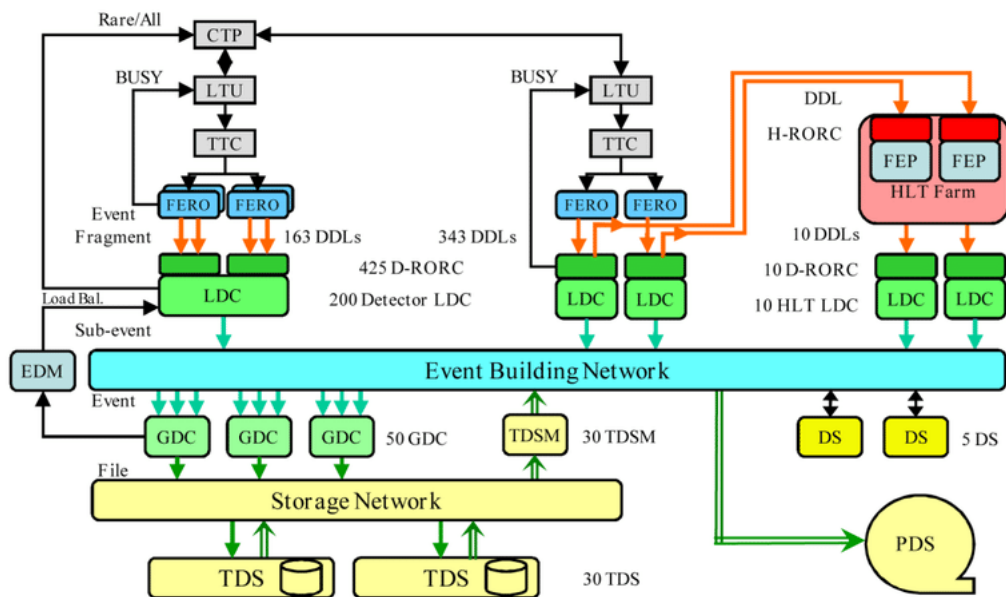 Rare/All
CTP
BUSY
LTU
BUSY
LTU
DDL
TTC
TTC
H-RORC
FEP
FEP
HLT Farm
FERO
FERO
FERO
FERO
Event
Fragment
163 DDLs
343 DDLs
10 DDLs
425 D-RORC
10 D-RORC
LDC
200 Detector LDC
LDC
LDC
10 HLT LDC
LDC
LDC
Load Bal.
Sub-event
EDM
Event Building Network
Event
GDC
GDC
GDC
50 GDC
TDSM
30 TDSM
DS
DS
5 DS
File
Storage Network
PDS
TDS
TDS
30 TDS